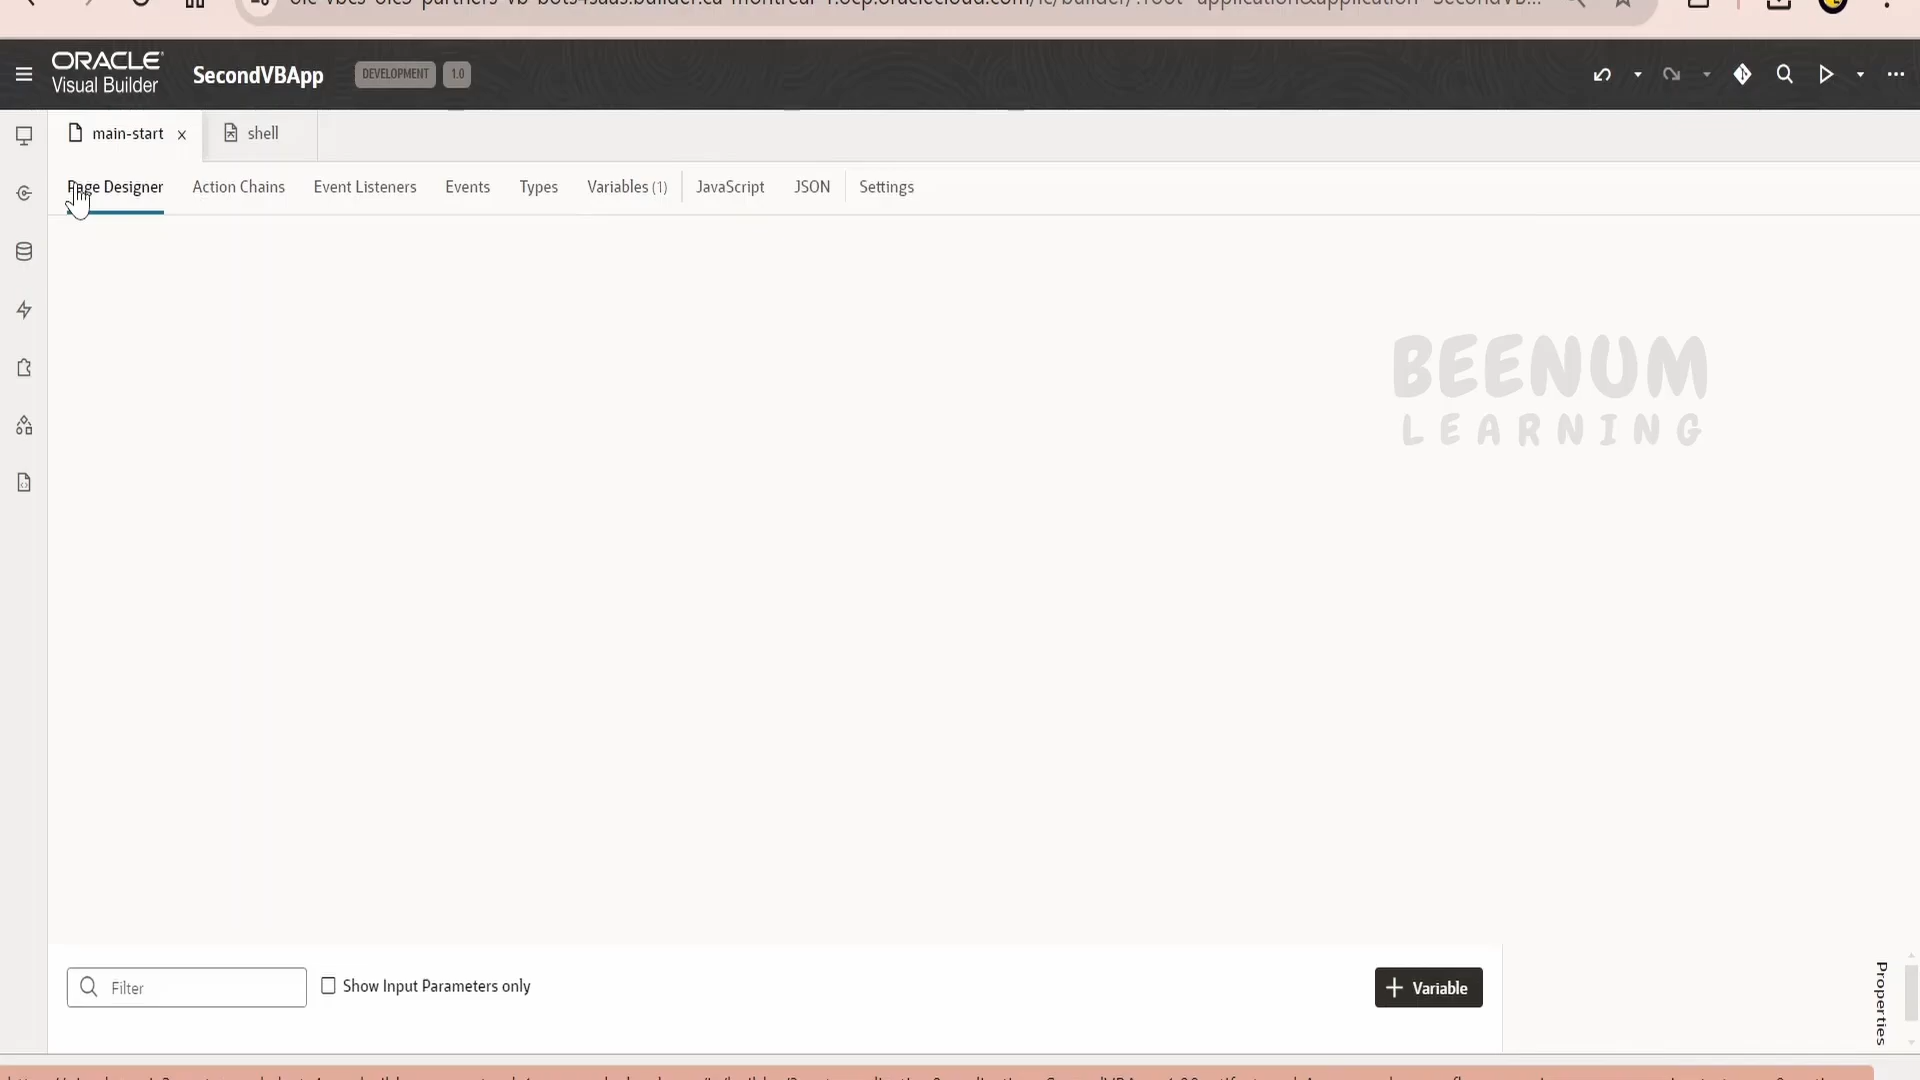 ORACLE
Visual Builder
SecondVBApp
DEVELOPMENT
1.0
main-start x
shell
Page Designer
Action Chains
Event Listeners
Events
Types
Variables (1)
JavaScript
JSON
Settings
BEENUM
LEARNING
Filter
Show Input Parameters only
+ Variable
Properties